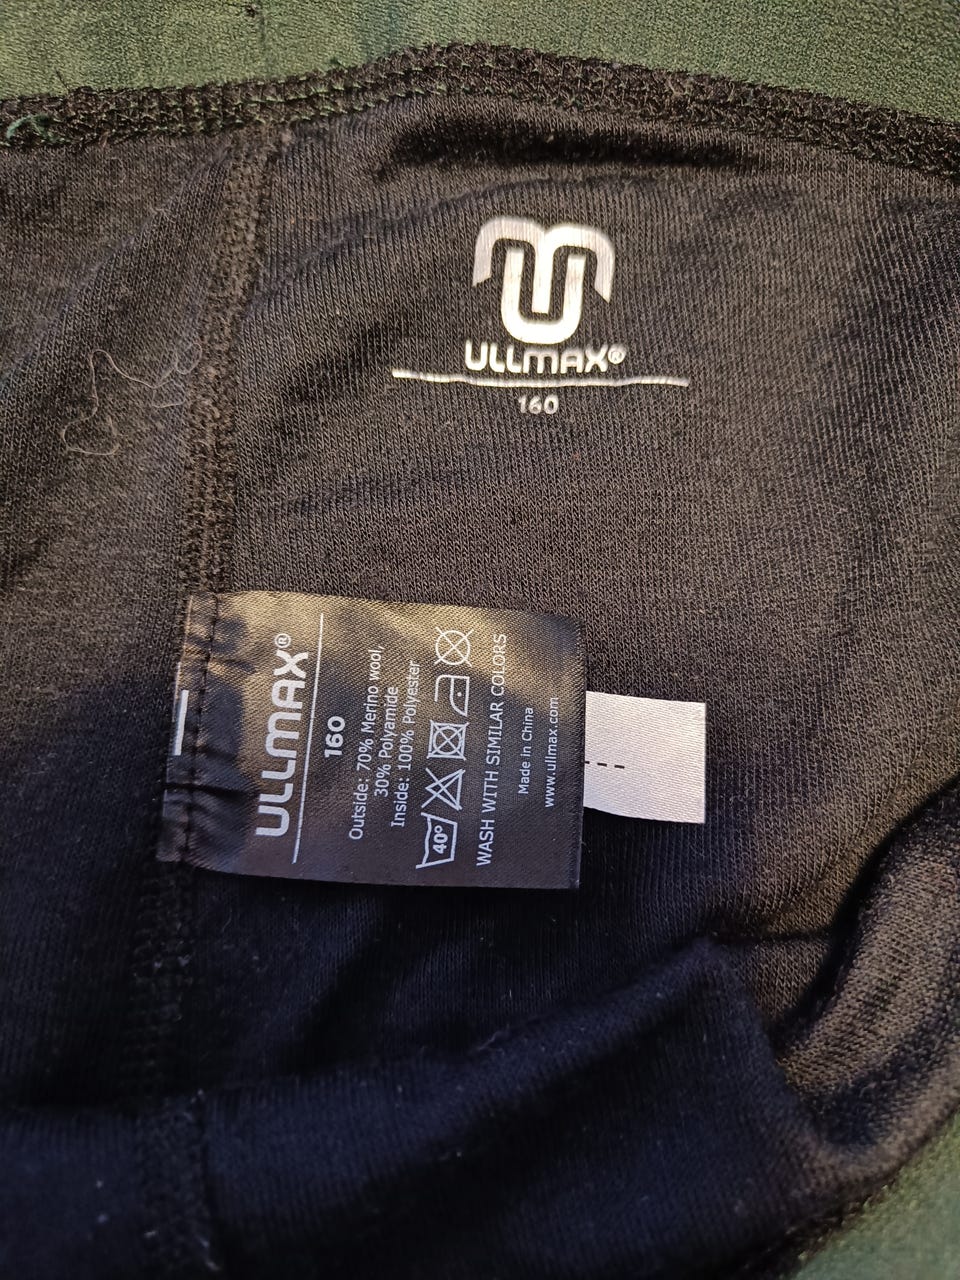 ULLMAX®
160
ULLMAX®
160
Outside: 70% Merino wool,
30% Polyamide
Inside: 100% Polyester
40°
WASH WITH SIMILAR COLORS
Made in China
www.ullmax.com